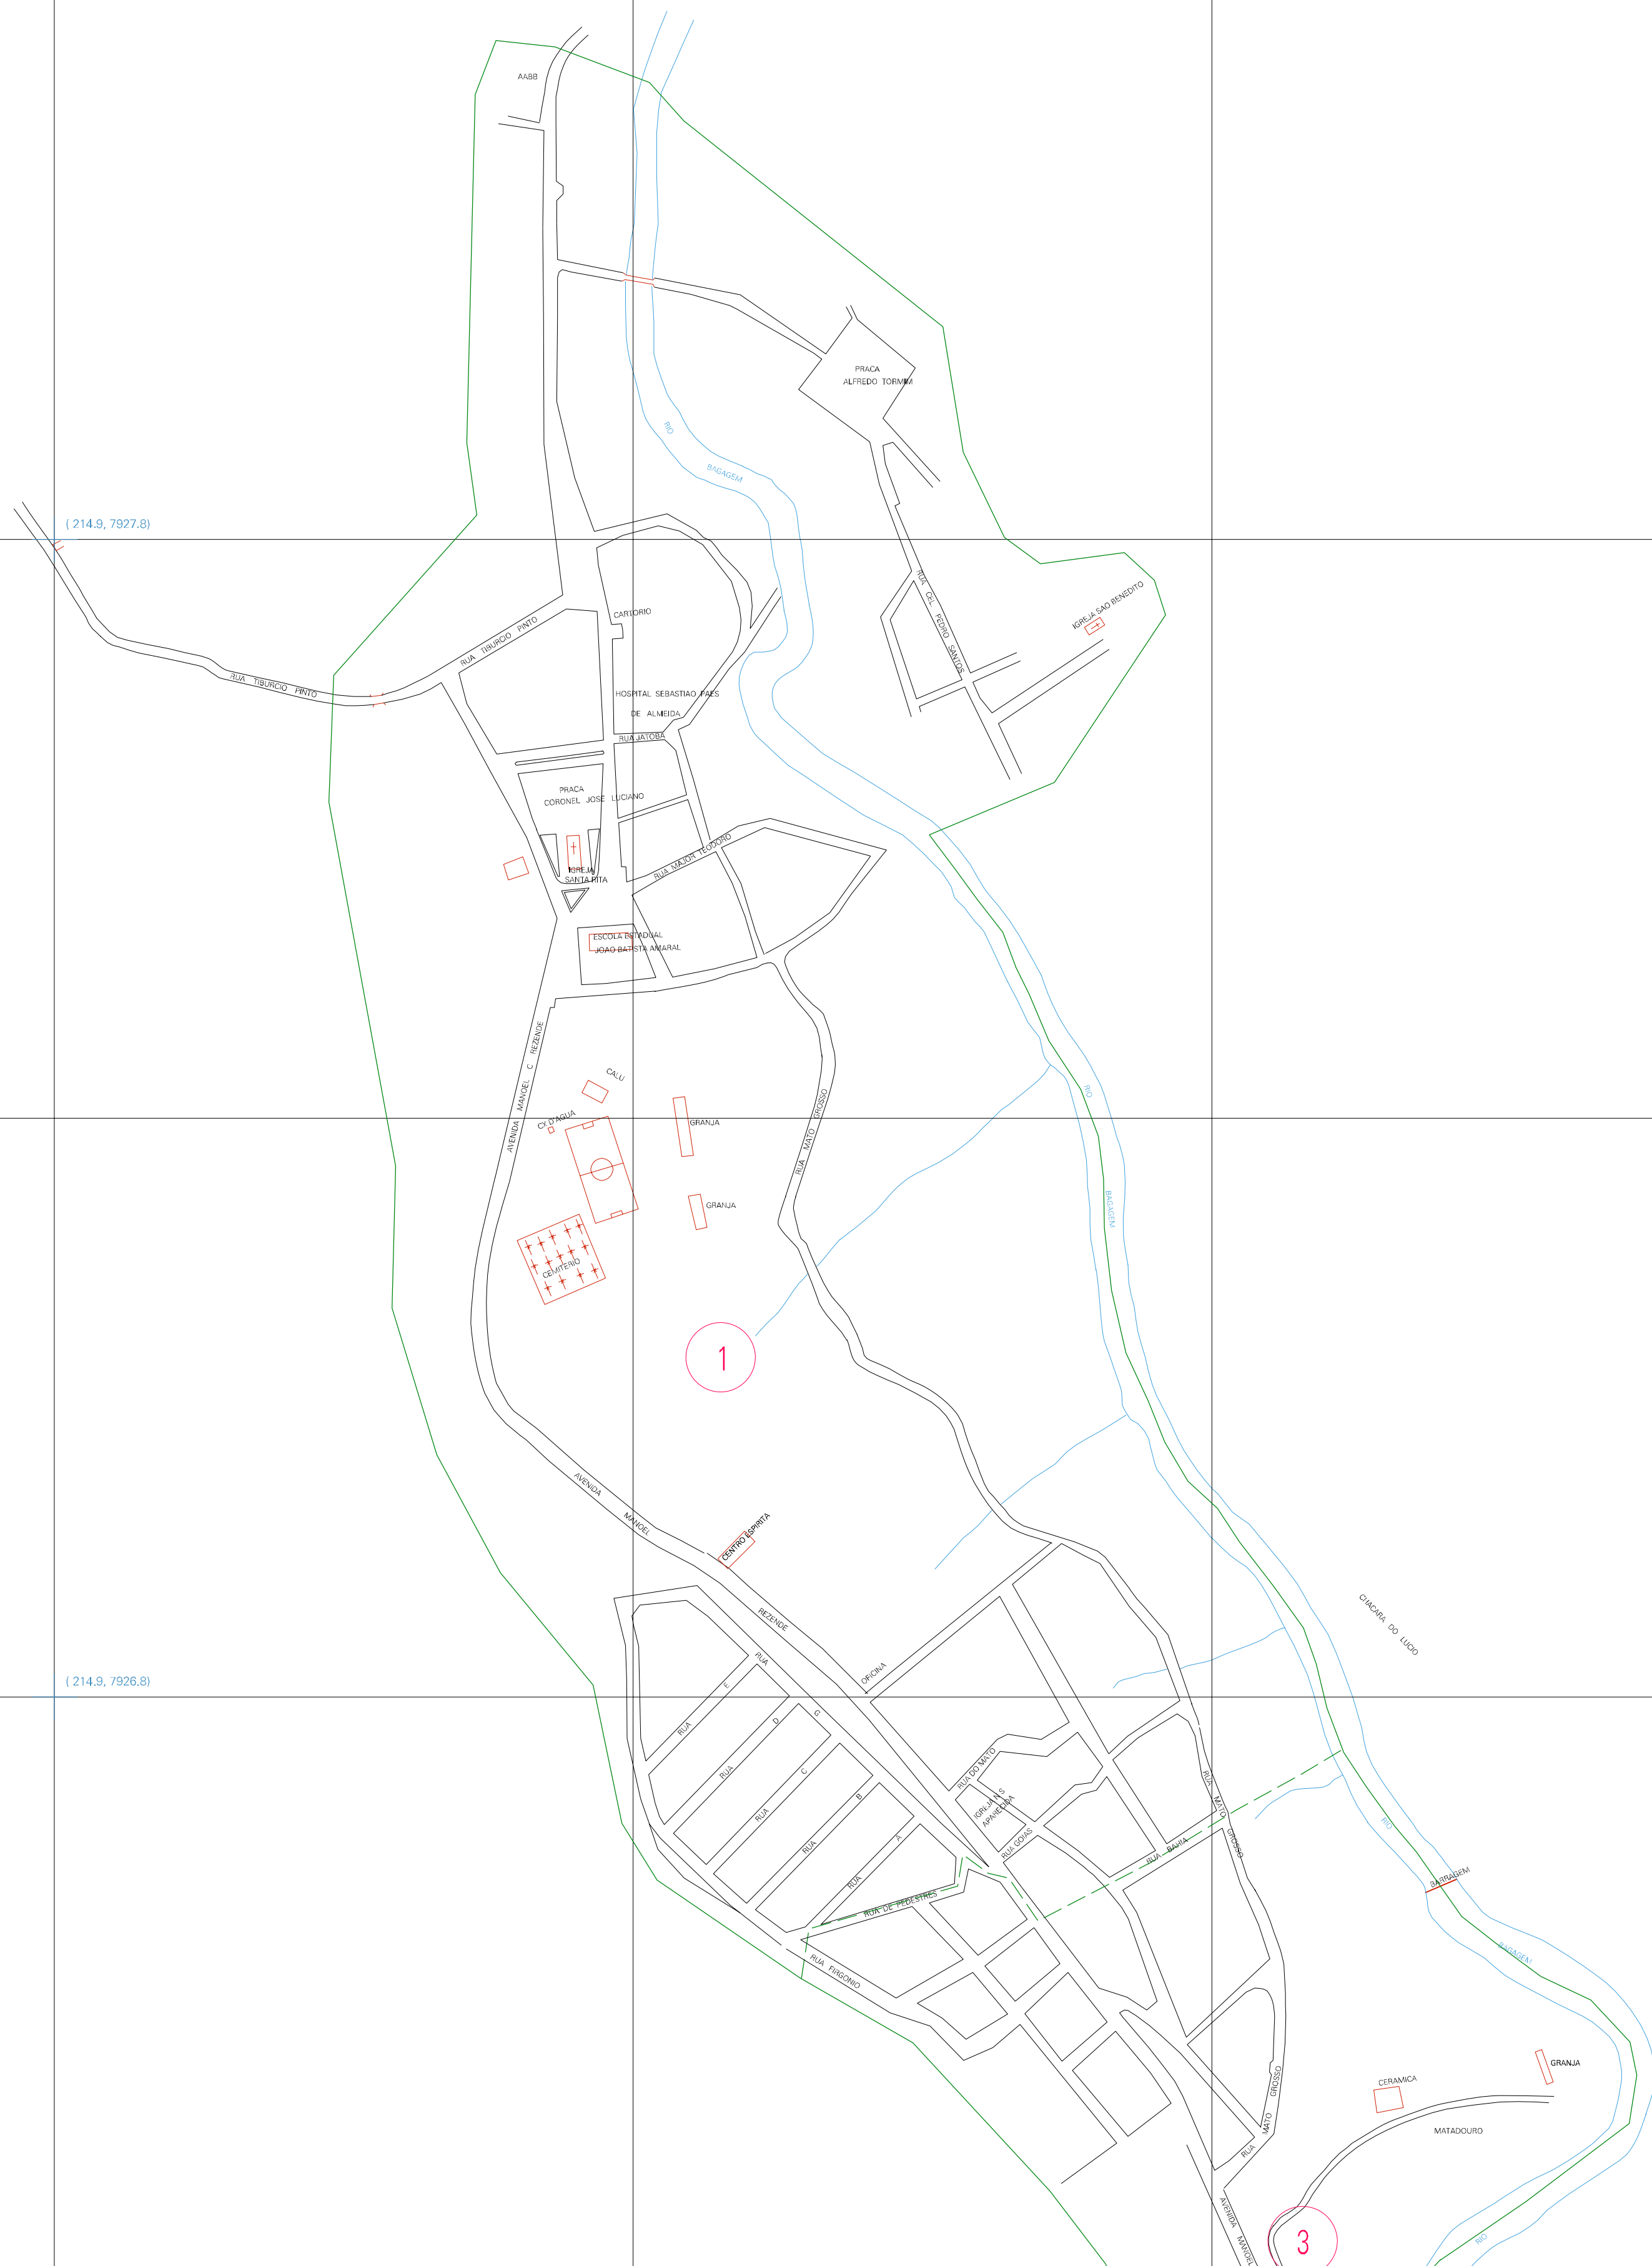 AABB
PRACA
ALFREDO TORMIM
RIO
BAGAGEM
( 214.9, 7927.8)
RUA CEL PEDRO SANTOS
IGREJA SAO BENEDITO
CARTORIO
RUA TIBURCIO PINTO
RUA TIBURCIO PINTO
HOSPITAL SEBASTIAO PAES
DE ALMEIDA
RUA JATOBA
PRACA
CORONEL JOSE LUCIANO
RUA MAJOR TEODORO
IGREJA
SANTA RITA
ESCOLA ESTADUAL
JOAO BATISTA AMARAL
AVENIDA MANOEL C REZENDE
CALU
CX.D'AGUA
GRANJA
RUA MATO GROSSO
RIO
BAGAGEM
GRANJA
CEMITERIO
1
AVENIDA MANOEL REZENDE
CENTRO ESPIRITA
CHACARA DO LUCIO
OFICINA
( 214.9, 7926.8)
RUA G
RUA E
RUA D
RUA C
RUA B
RUA A
RUA DO MATO
IGREJA N S
APARECIDA
RUA GOIAS
RUA BAHIA
RUA MATO GROSSO
RIO
BARRAGEM
BAGAGEM
RUA DE PEDESTRES
RUA FIRGONIO
GRANJA
CERAMICA
MATADOURO
RUA MATO GROSSO
AVENIDA MANOEL
3
RIO